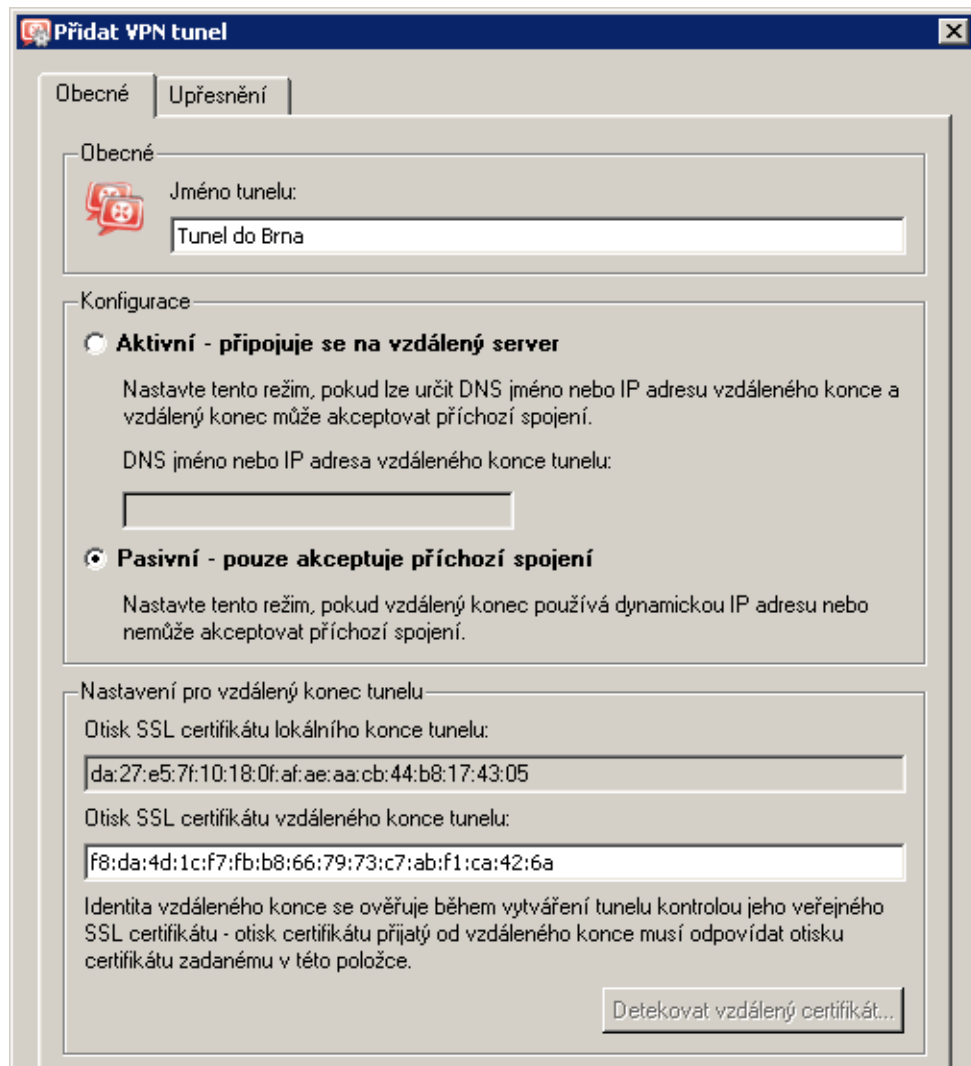 Přidat VPN tunel
Obecné
Upřesnění
Obecné
Jméno tunelu:
Tunel do Brna
Konfigurace
Aktivní - připojuje se na vzdálený server
Nastavte tento režim, pokud lze určit DNS jméno nebo IP adresu vzdáleného konce a
vzdálený konec může akceptovat příchozí spojení.
DNS jméno nebo IP adresa vzdáleného konce tunelu:
Pasivní - pouze akceptuje příchozí spojení
Nastavte tento režim, pokud vzdálený konec používá dynamickou IP adresu nebo
nemůže akceptovat příchozí spojení.
Nastavení pro vzdálený konec tunelu
Otisk SSL certifikátu lokálního konce tunelu:
da:27:e5:7f:10:18:0f:af:ae:aa:cb:44:b8:17:43:05
Otisk SSL certifikátu vzdáleného konce tunelu:
f8:da:4d:1c:f7:fb:b8:66:79:73:c7:ab:f1:ca:42:6a
Identita vzdáleného konce se ověřuje během vytváření tunelu kontrolou jeho veřejného
SSL certifikátu - otisk certifikátu přijatý od vzdáleného konce musí odpovídat otisku
certifikátu zadanému v této položce.
Detekovat vzdálený certifikát...